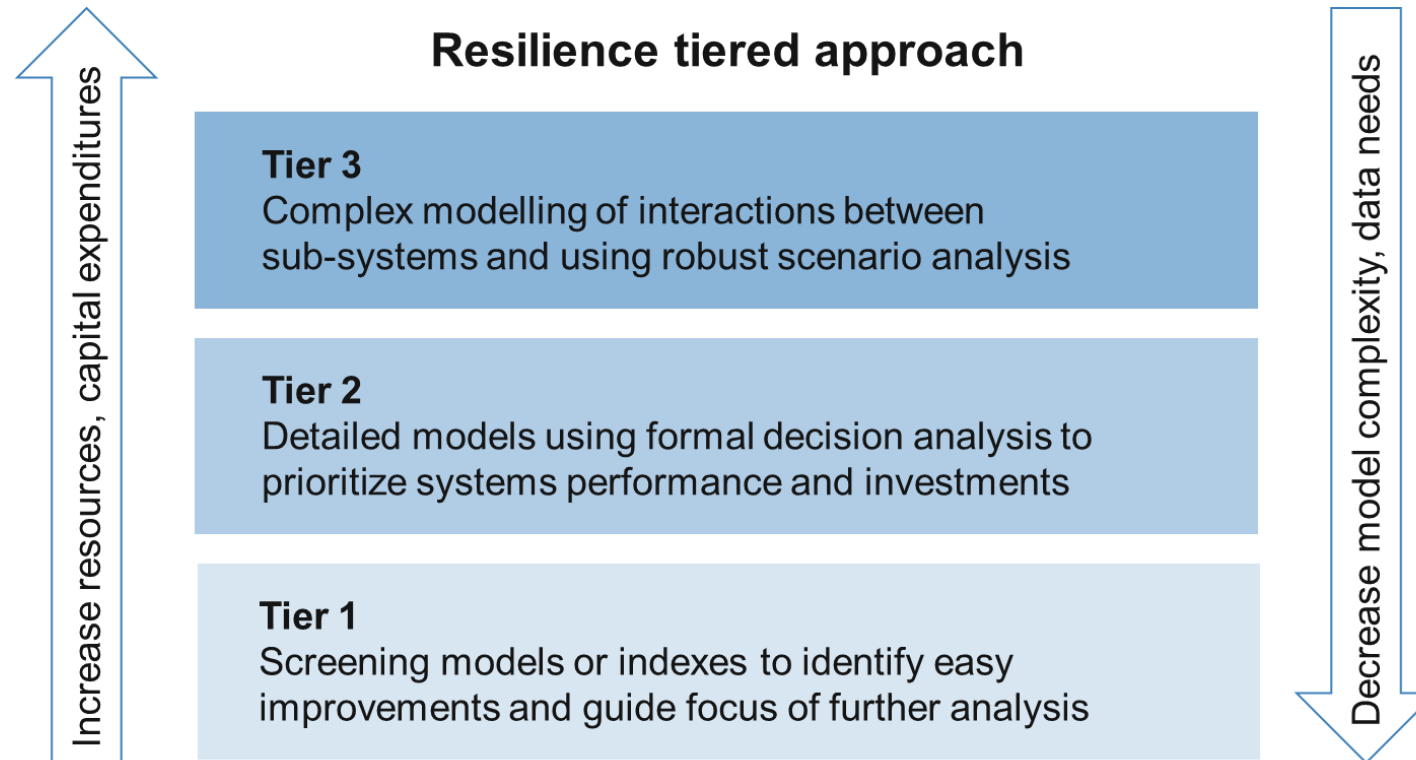 Resilience tiered approach
Increase resources, capital expenditures
Tier 3
Complex modelling of interactions between
sub-systems and using robust scenario analysis
Tier 2
Detailed models using formal decision analysis to
prioritize systems performance and investments
Tier 1
Screening models or indexes to identify easy
improvements and guide focus of further analysis
Decrease model complexity, data needs